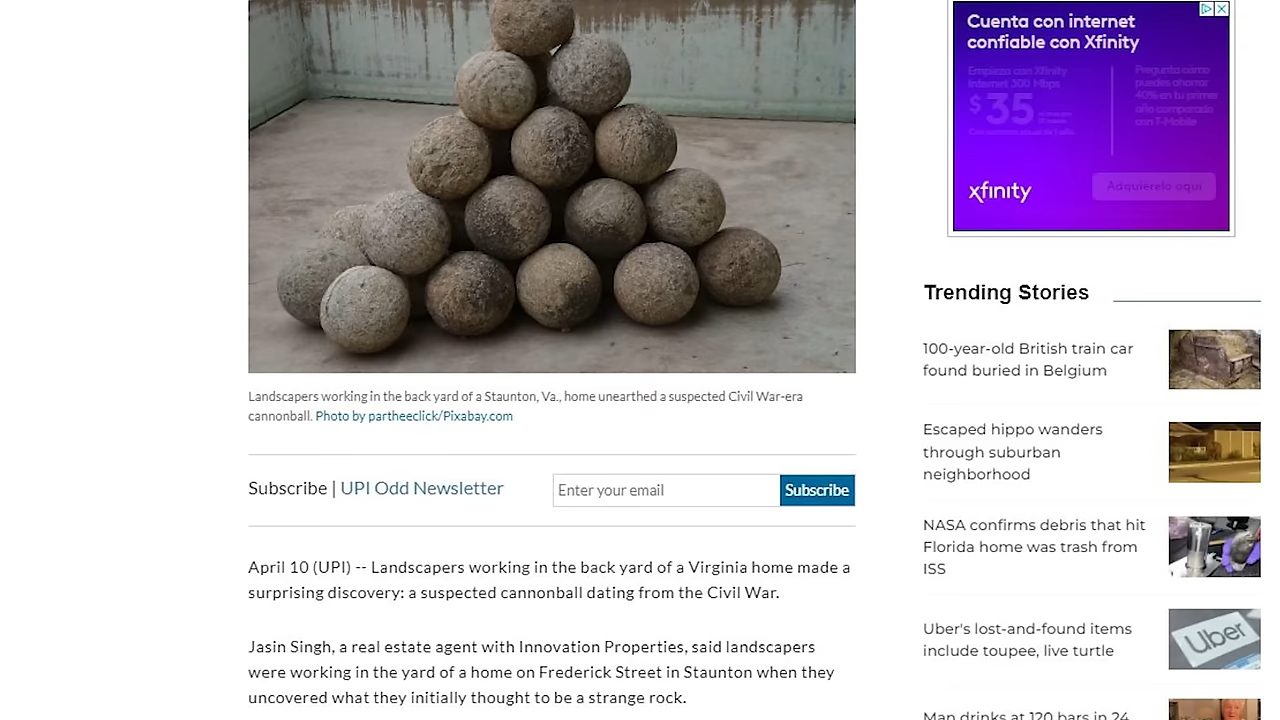 Cuenta con internet
confiable con Xfinity
Empieza con Xfinity
Internet 300 Mbps
$35
Pregunta cómo
puedes ahorrar
40% en tu primer
año comparado
con T-Mobile
xfinity
Adquiérelo aquí
Landscapers working in the back yard of a Staunton, Va., home unearthed a suspected Civil War-era
cannonball. Photo by partheeclick/Pixabay.com
Subscribe | UPI Odd Newsletter
Enter your email
Subscribe
April 10 (UPI) -- Landscapers working in the back yard of a Virginia home made a
surprising discovery: a suspected cannonball dating from the Civil War.
Jasin Singh, a real estate agent with Innovation Properties, said landscapers
were working in the yard of a home on Frederick Street in Staunton when they
uncovered what they initially thought to be a strange rock.
Trending Stories
100-year-old British train car
found buried in Belgium
Escaped hippo wanders
through suburban
neighborhood
NASA confirms debris that hit
Florida home was trash from
ISS
Uber's lost-and-found items
include toupee, live turtle
Uber
Man drinks at 120 bars in 24